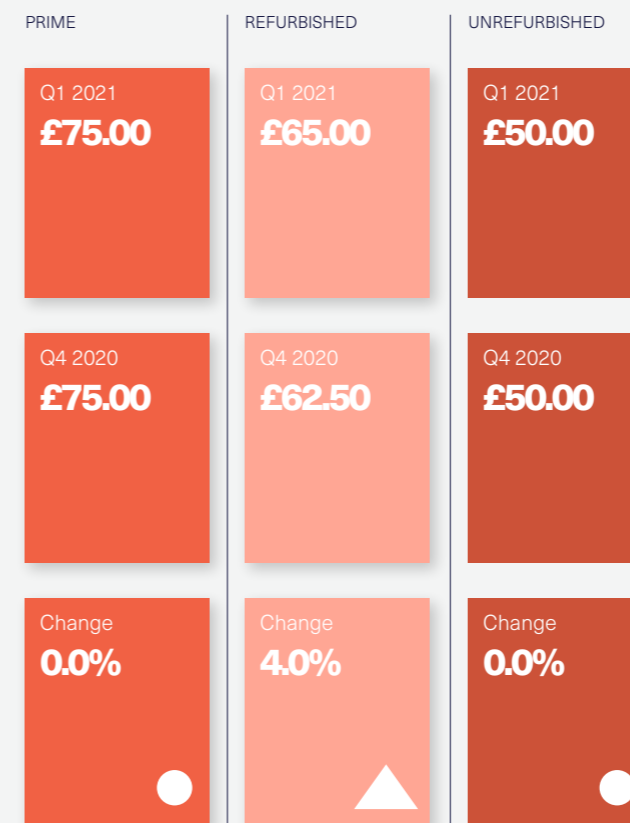 PRIME
Q1 2021
£75.00
Q4 2020
£75.00
Change
0.0%
REFURBISHED
Q1 2021
£65.00
Q4 2020
£62.50
Change
4.0%
UNREFURBISHED
Q1 2021
£50.00
Q4 2020
£50.00
Change
0.0%